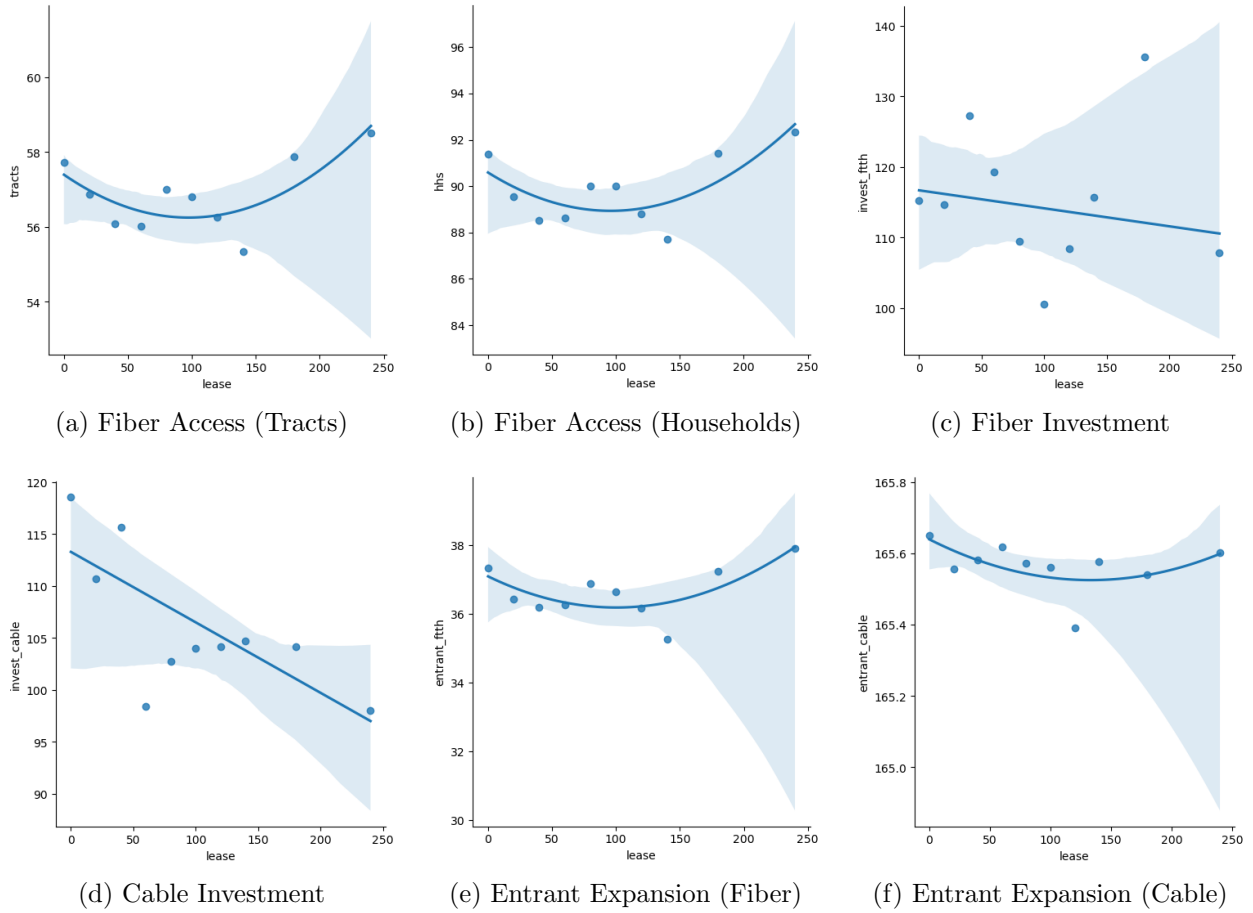 60
58
56
54
tracts
0 50 100 150 200 250
lease
(a) Fiber Access (Tracts)
96
94
92
90
88
86
84
hhs
0 50 100 150 200 250
lease
(b) Fiber Access (Households)
140
130
120
110
100
invest_ftth
0 50 100 150 200 250
lease
(c) Fiber Investment
120
115
110
105
100
95
90
invest_cable
0 50 100 150 200 250
lease
(d) Cable Investment
38
36
34
32
30
entrant_ftth
0 50 100 150 200 250
lease
(e) Entrant Expansion (Fiber)
165.8
165.6
165.4
165.2
165.0
entrant_cable
0 50 100 150 200 250
lease
(f) Entrant Expansion (Cable)